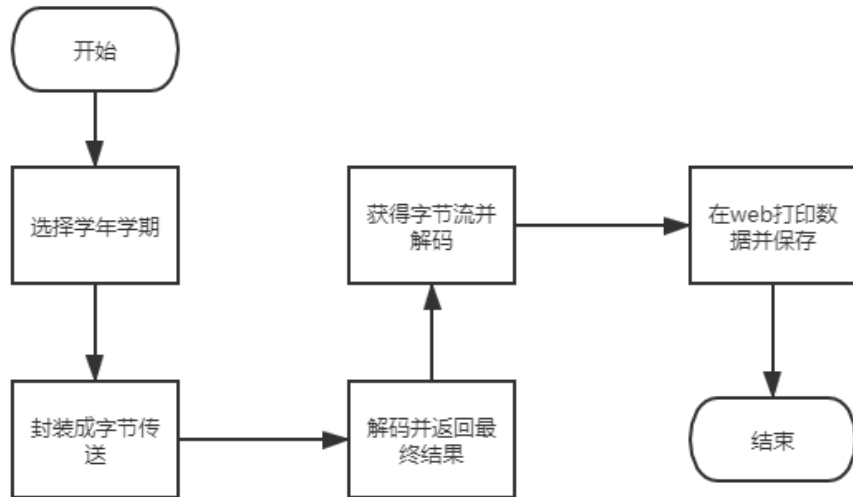 开始
选择学年学期
封装成字节传
送
解码并返回最
终结果
获得字节流并
解码
在web打印数
据并保存
结束